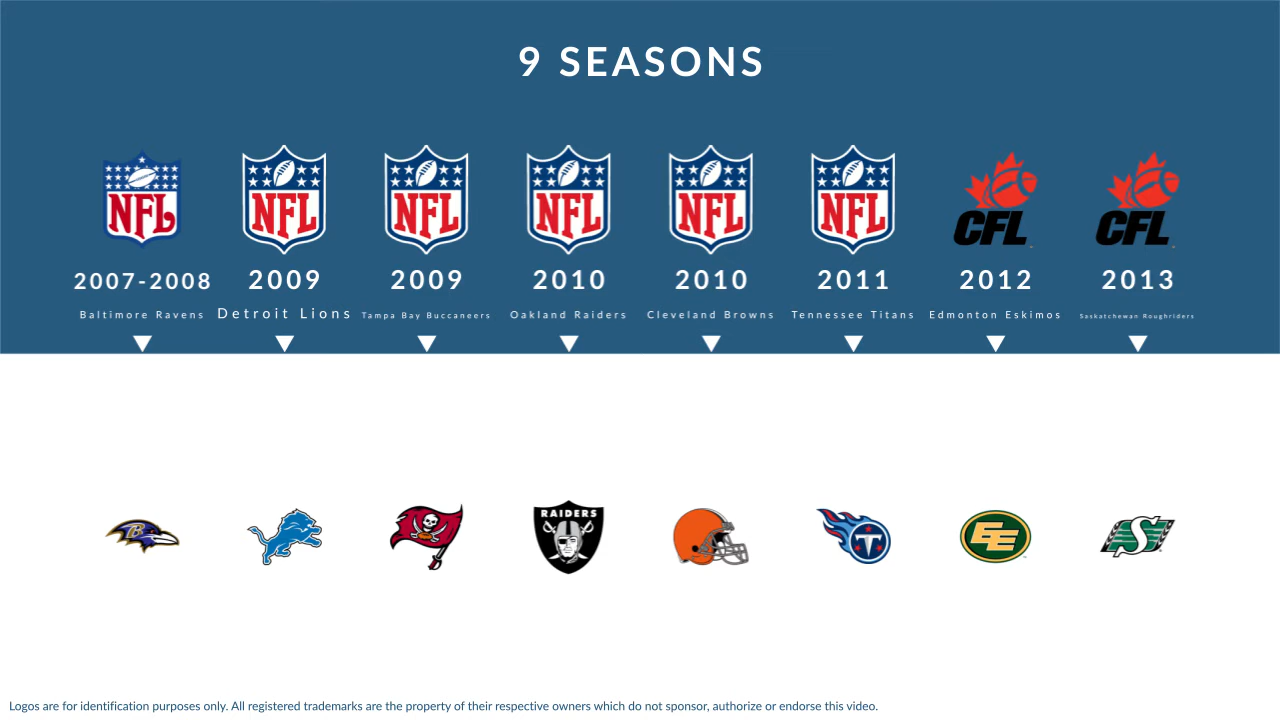 9 SEASONS
NFL NFL NFL NFL NFL NFL CFL CFL
2007-2008 2009 2009 2010 2010 2011 2012 2013
Baltimore Ravens Detroit Lions Tampa Bay Buccaneers Oakland Raiders Cleveland Browns Tennessee Titans Edmonton Eskimos Saskatchewan Roughriders
B RAIDERS T EE S
Logos are for identification purposes only. All registered trademarks are the property of their respective owners which do not sponsor, authorize or endorse this video.